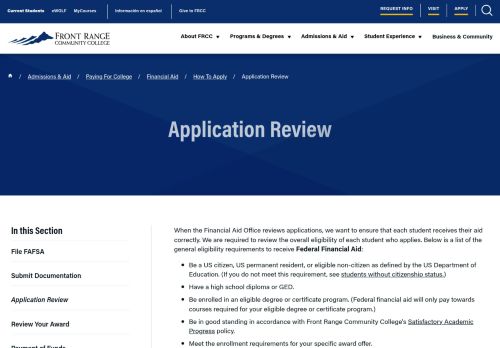 Current Students eWOLF MyCourses Información en español Give to FRCC REQUEST INFO VISIT APPLY
FRONT RANGE
COMMUNITY COLLEGE
About FRCC Programs & Degrees Admissions & Aid Student Experience Business & Community
/ Admissions & Aid / Paying For College / Financial Aid / How To Apply / Application Review
Application Review
In this Section
File FAFSA
Submit Documentation
Application Review
Review Your Award
Payment of Funds
When the Financial Aid Office reviews applications, we want to ensure that each student receives their aid
correctly. We are required to review the overall eligibility of each student who applies. Below is a list of the
general eligibility requirements to receive Federal Financial Aid:
• Be a US citizen, US permanent resident, or eligible non-citizen as defined by the US Department of
Education. (If you do not meet this requirement, see students without citizenship status.)
• Have a high school diploma or GED.
• Be enrolled in an eligible degree or certificate program. (Federal financial aid will only pay towards
courses required for your eligible degree or certificate program.)
• Be in good standing in accordance with Front Range Community College's Satisfactory Academic
Progress policy.
• Meet the enrollment requirements for your specific award offer.